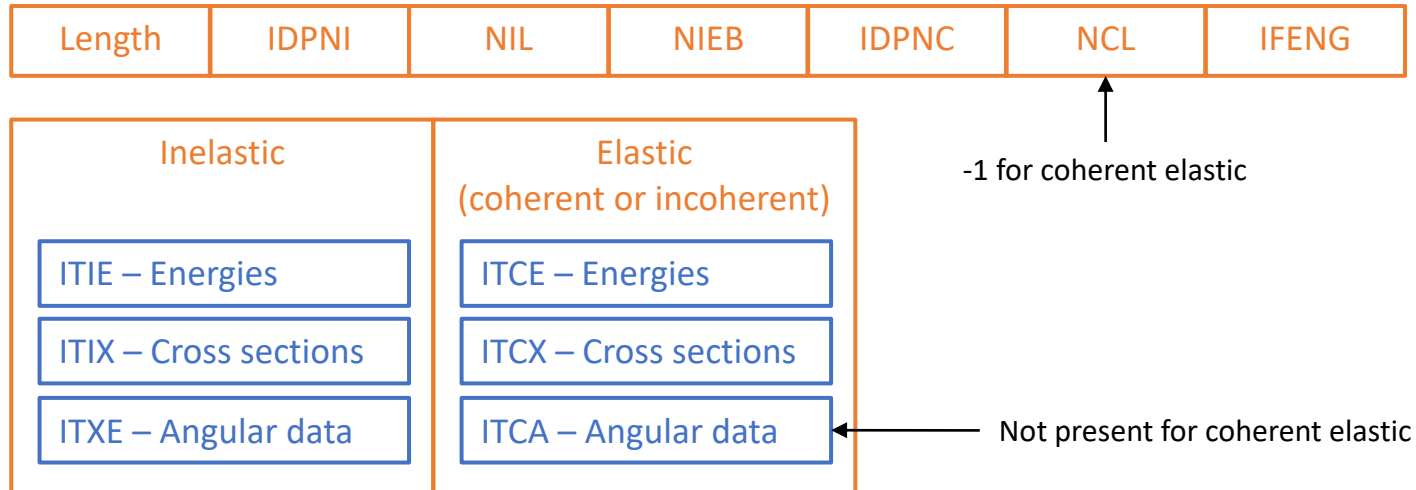 Length IDPNI NIL NIEB IDPNC NCL IFENG
Inelastic
Elastic
(coherent or incoherent)
-1 for coherent elastic
ITIE – Energies
ITCE – Energies
ITIX – Cross sections
ITCX – Cross sections
ITXE – Angular data
ITCA – Angular data
Not present for coherent elastic